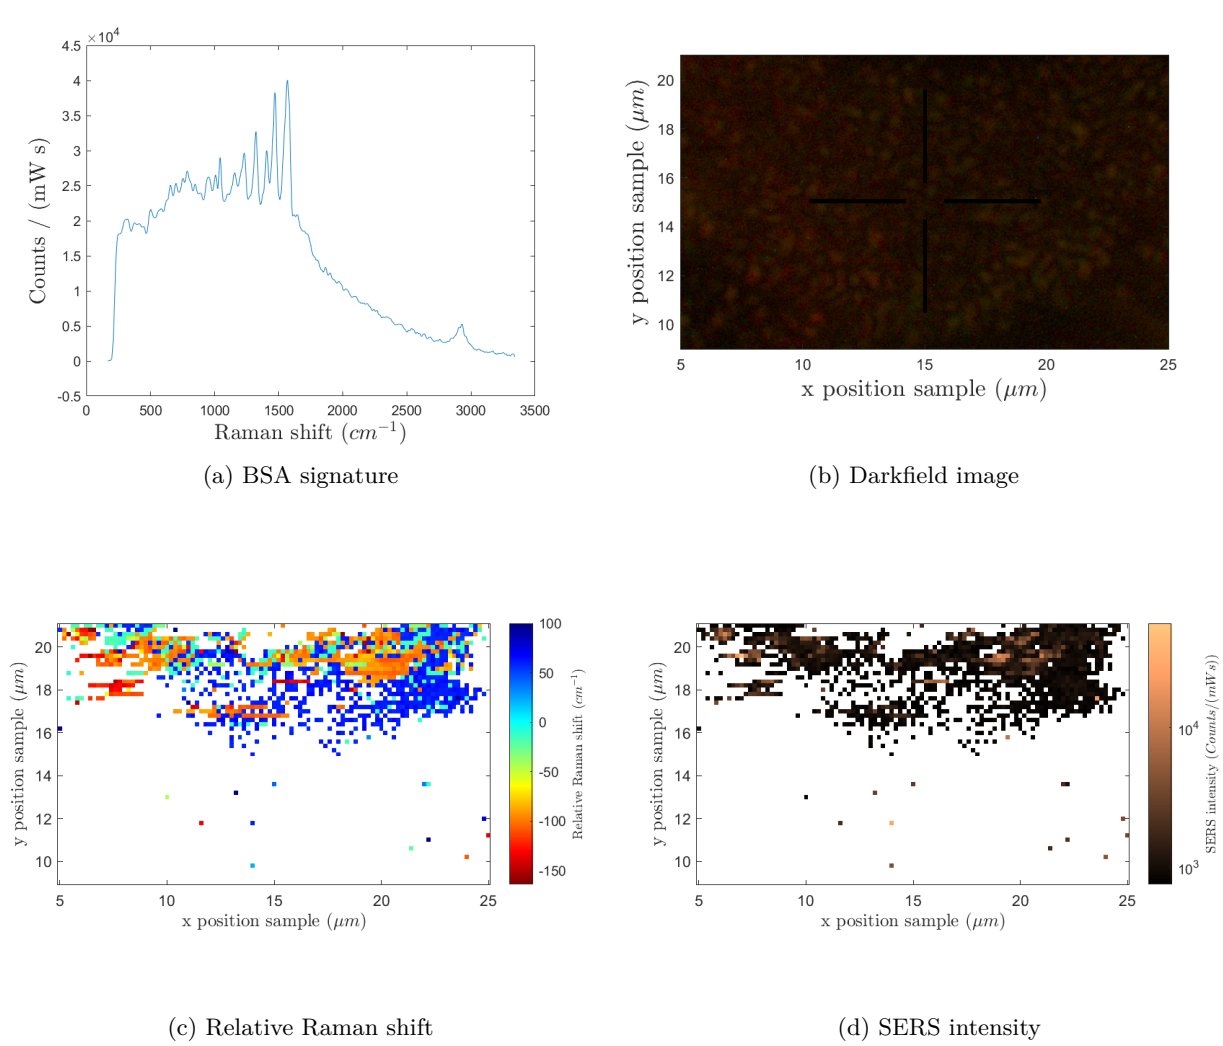 ×10⁴
4.5
4
3.5
3
2.5
2
1.5
1
0.5
0
-0.5
Counts / (mW s)
0 500 1000 1500 2000 2500 3000 3500
Raman shift (cm⁻¹)
(a) BSA signature
20
18
16
14
12
10
y position sample (μm)
5 10 15 20 25
x position sample (μm)
(b) Darkfield image
20
18
16
14
12
10
y position sample (μm)
5 10 15 20 25
x position sample (μm)
100
50
0
-50
-100
-150
Relative Raman shift (cm⁻¹)
(c) Relative Raman shift
20
18
16
14
12
10
y position sample (μm)
5 10 15 20 25
x position sample (μm)
10⁴
10³
SERS intensity (Counts/(mWs))
(d) SERS intensity